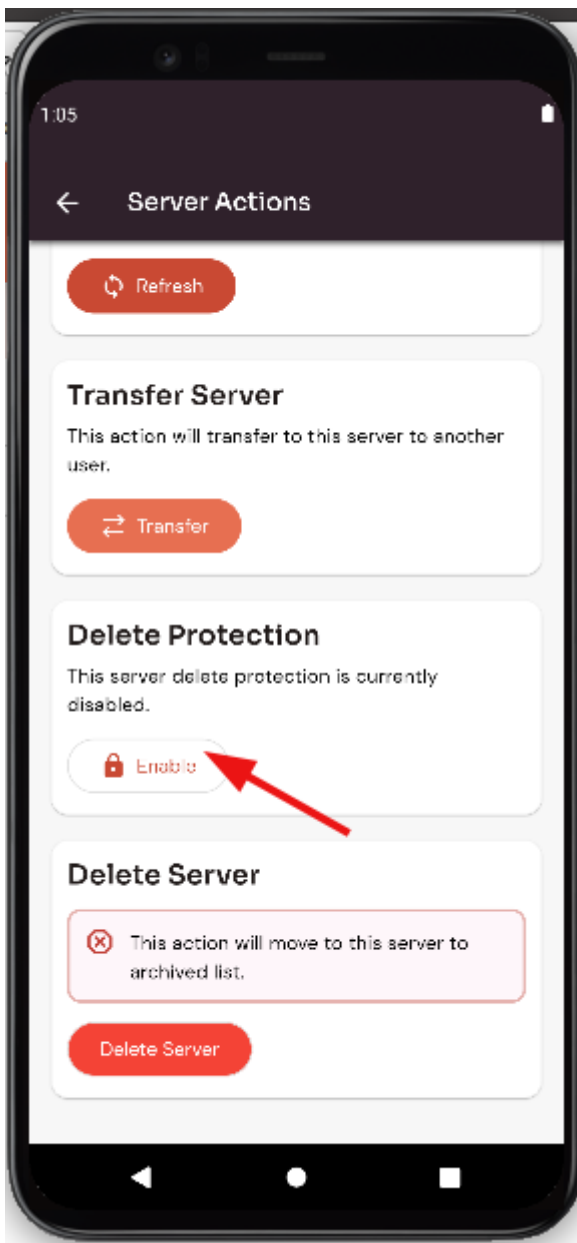 1:05
Server Actions
Refresh
Transfer Server
This action will transfer to this server to another
user.
Transfer
Delete Protection
This server delete protection is currently
disabled.
Enable
Delete Server
This action will move to this server to
archived list.
Delete Server